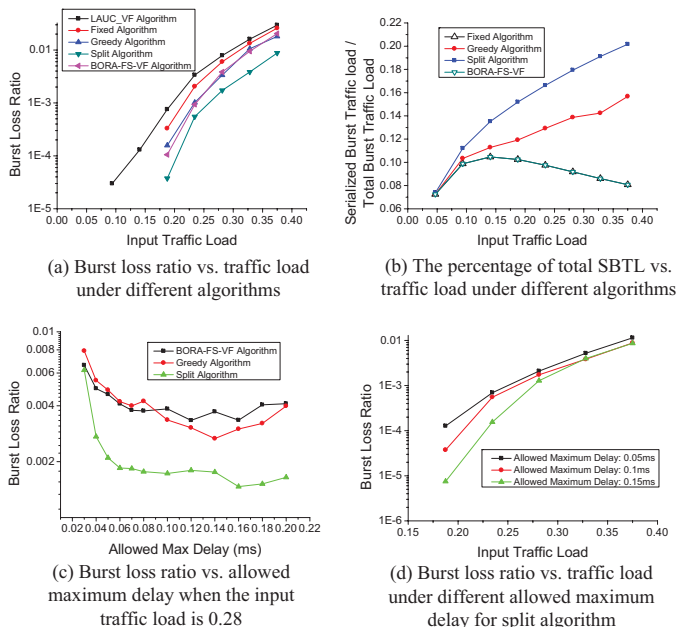 LAUC_VF Algorithm
Fixed Algorithm
Greedy Algorithm
Split Algorithm
BORA-FS-VF Algorithm
Burst Loss Ratio
0.01
1E-3
1E-4
1E-5
0.00 0.05 0.10 0.15 0.20 0.25 0.30 0.35 0.40
Input Traffic Load
(a) Burst loss ratio vs. traffic load
under different algorithms
Fixed Algorithm
Greedy Algorithm
Split Algorithm
BORA-FS-VF
Serialized Burst Traffic load /
Total Burst Traffic Load
0.20
0.18
0.16
0.14
0.12
0.10
0.08
0.06
0.00 0.05 0.10 0.15 0.20 0.25 0.30 0.35 0.40
Input Traffic Load
(b) The percentage of total SBTL vs.
traffic load under different algorithms
BORA-FS-VF Algorithm
Greedy Algorithm
Split Algorithm
Burst Loss Ratio
0.01
0.008
0.006
0.004
0.002
0.02 0.04 0.06 0.08 0.10 0.12 0.14 0.16 0.18 0.20 0.22
Allowed Max Delay (ms)
(c) Burst loss ratio vs. allowed
maximum delay when the input
traffic load is 0.28
Allowed Maximum Delay: 0.05ms
Allowed Maximum Delay: 0.1ms
Allowed Maximum Delay: 0.15ms
Burst Loss Ratio
0.01
1E-3
1E-4
1E-5
1E-6
0.15 0.20 0.25 0.30 0.35 0.40
Input Traffic Load
(d) Burst loss ratio vs. traffic load
under different allowed maximum
delay for split algorithm